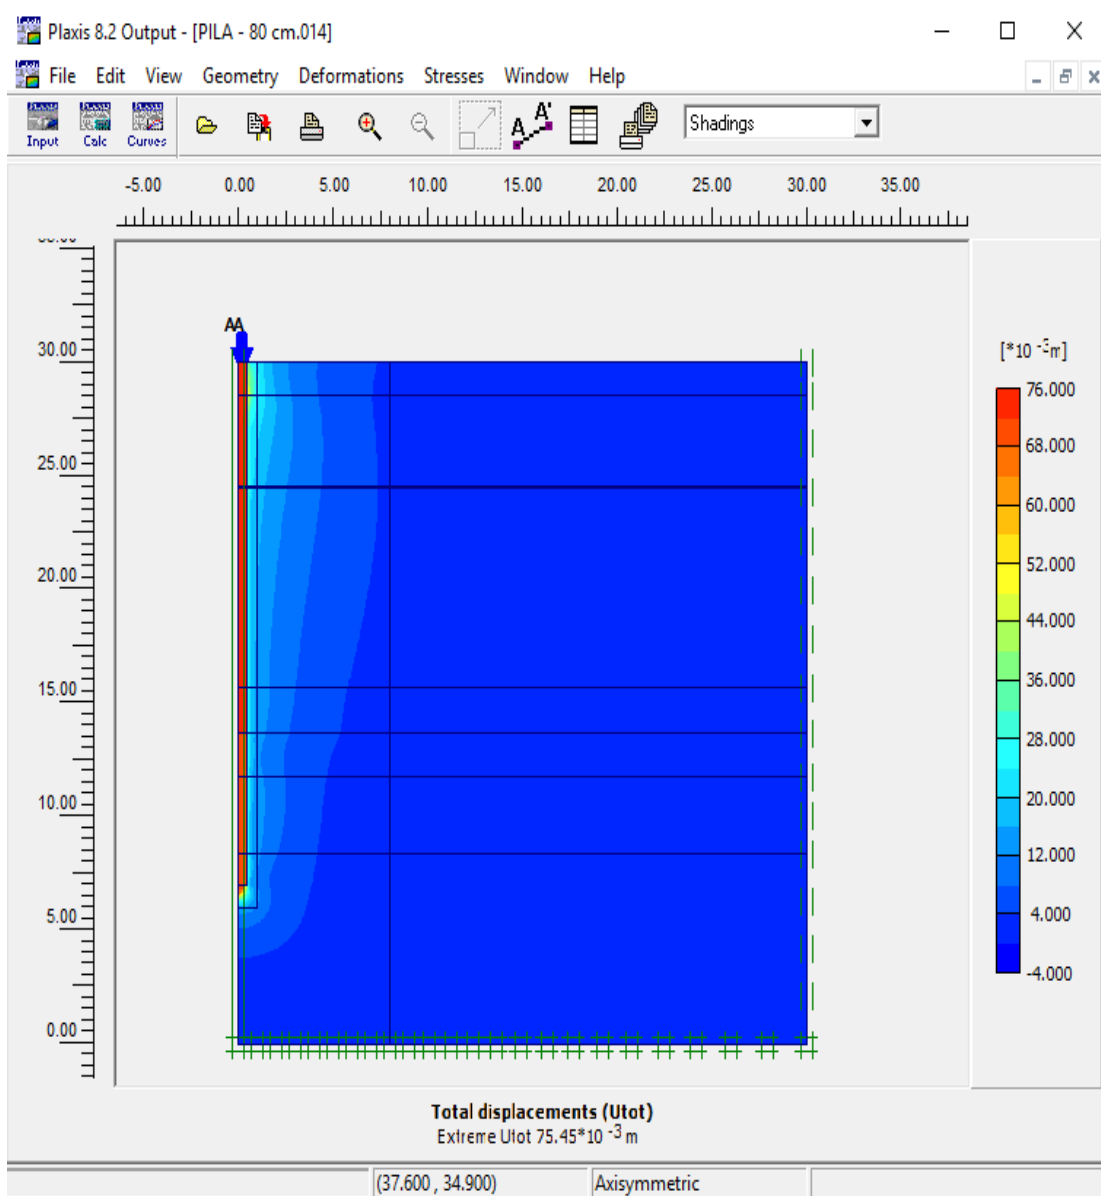 Plaxis 8.2 Output - [PILA - 80 cm.014]
File Edit View Geometry Deformations Stresses Window Help
Input Calc Curves A A' Shadings
-5.00 0.00 5.00 10.00 15.00 20.00 25.00 30.00 35.00
AA
30.00
25.00
20.00
15.00
10.00
5.00
0.00
[*10 -3m]
76.000
68.000
60.000
52.000
44.000
36.000
28.000
20.000
12.000
4.000
-4.000
Total displacements (Utot)
Extreme Utot 75.45*10 -3 m
(37.600 , 34.900) Axisymmetric